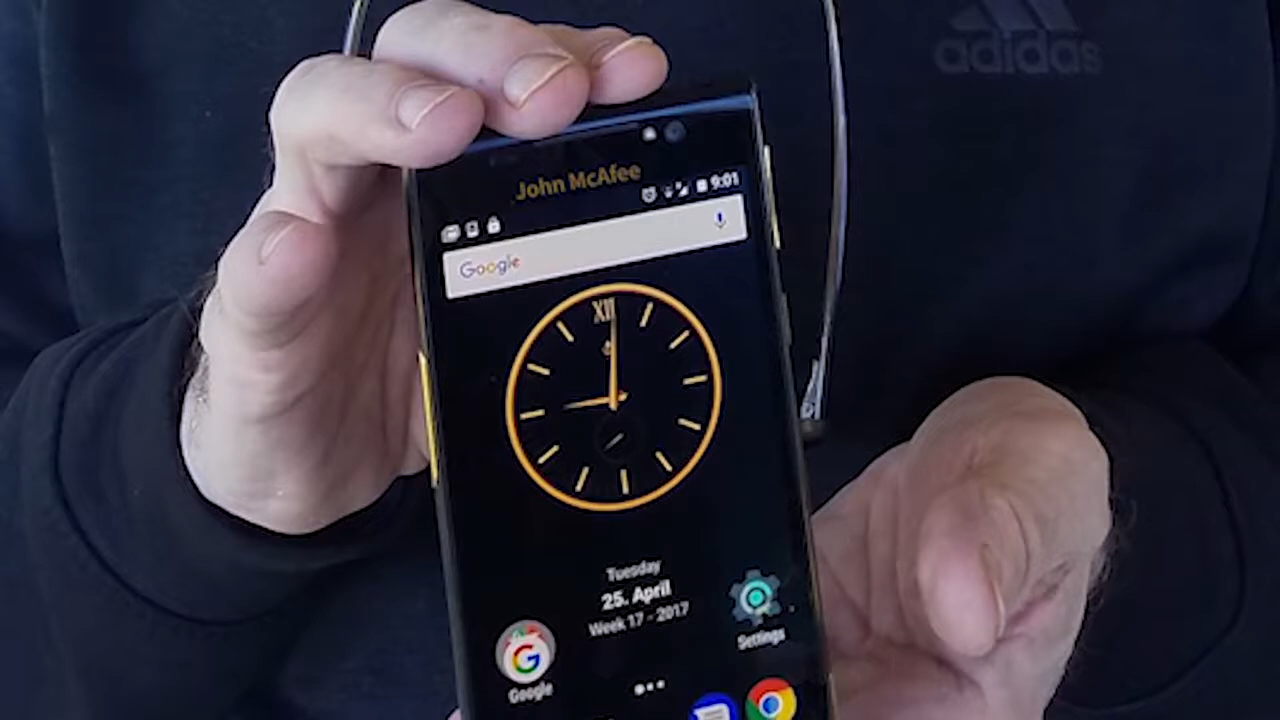 adidas
John McAfee
9:01
Google
XII
Tuesday
25. April
Week 17 - 2017
Settings
Google